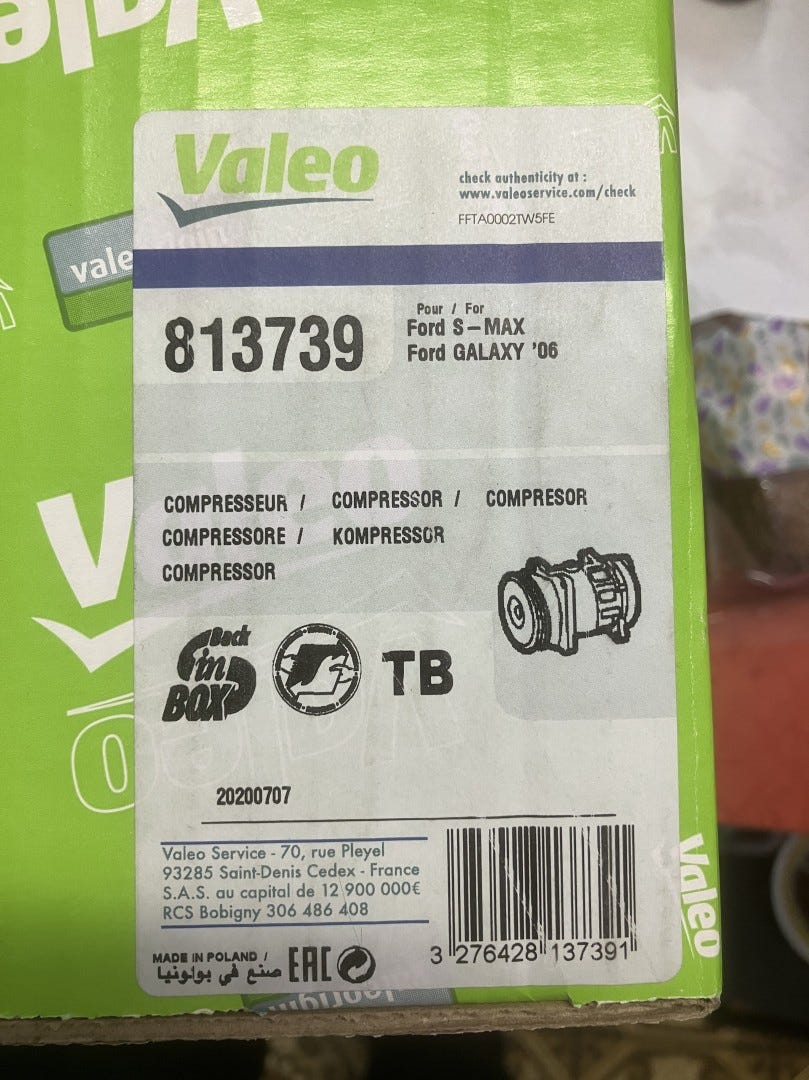 Valeo
Valeo
check authenticity at :
www.valeoservice.com/check
FFTA0002TW5FE
vale
813739
Pour / For
Ford S-MAX
Ford GALAXY '06
COMPRESSEUR / COMPRESSOR / COMPRESOR
COMPRESSORE / KOMPRESSOR
COMPRESSOR
Back
in
BOX
TB
20200707
Valeo Service - 70, rue Pleyel
93285 Saint-Denis Cedex - France
S.A.S. au capital de 12 900 000€
RCS Bobigny 306 486 408
MADE IN POLAND /
صنع في بولونيا
EAC
3 276428 137391
Valeo